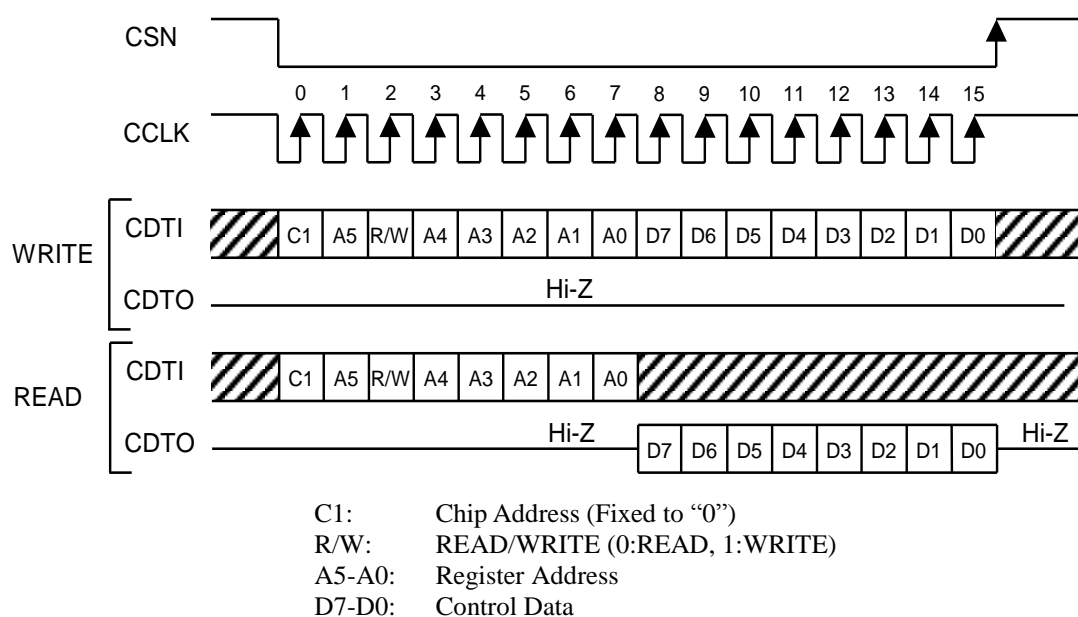 CSN
0 1 2 3 4 5 6 7 8 9 10 11 12 13 14 15
CCLK
WRITE
CDTI C1 A5 R/W A4 A3 A2 A1 A0 D7 D6 D5 D4 D3 D2 D1 D0
CDTO Hi-Z
READ
CDTI C1 A5 R/W A4 A3 A2 A1 A0
CDTO Hi-Z D7 D6 D5 D4 D3 D2 D1 D0 Hi-Z
C1: Chip Address (Fixed to “0”)
R/W: READ/WRITE (0:READ, 1:WRITE)
A5-A0: Register Address
D7-D0: Control Data